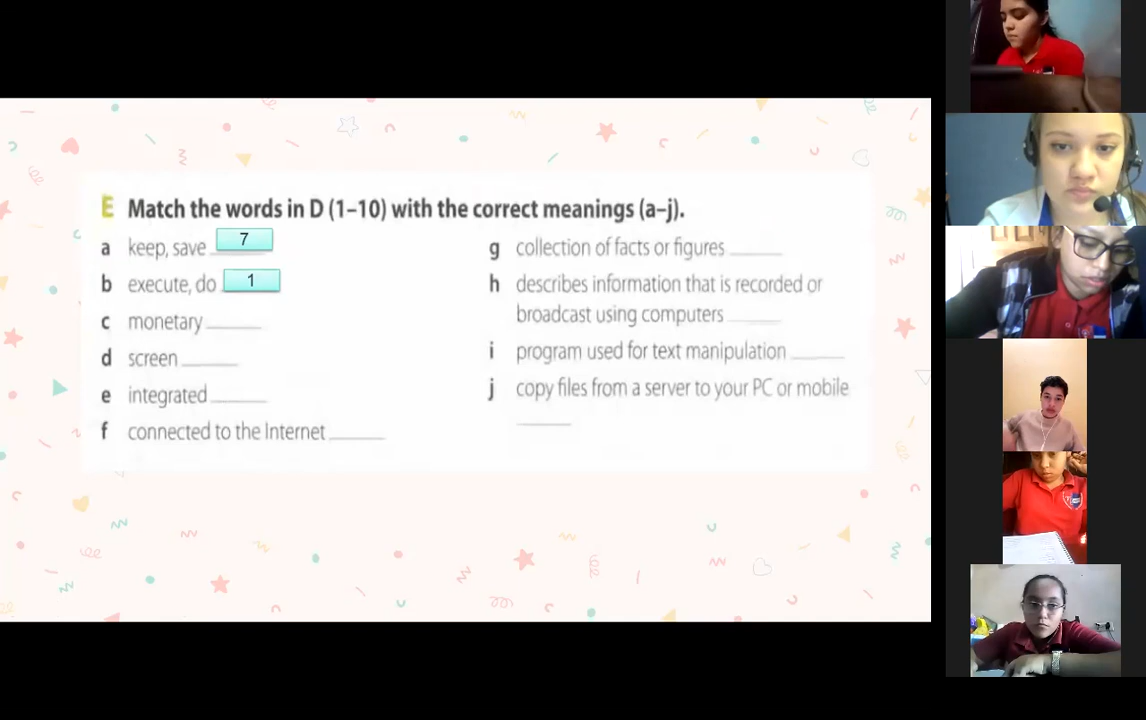 E Match the words in D (1–10) with the correct meanings (a–j).
a keep, save 7
b execute, do 1
c monetary
d screen
e integrated
f connected to the Internet
g collection of facts or figures
h describes information that is recorded or
broadcast using computers
i program used for text manipulation
j copy files from a server to your PC or mobile